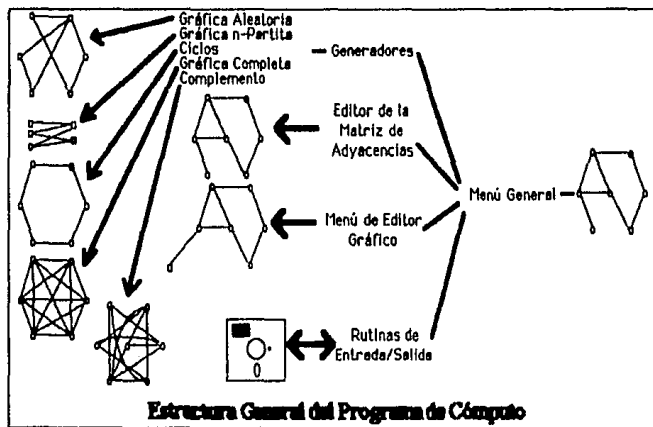 Gráfica Aleatoria
Gráfica n-Partita
Ciclos
Gráfica Completa
Complemento
Generadores
Editor de la
Matriz de
Adyacencias
Menú General
Menú de Editor
Gráfico
Rutinas de
Entrada/Salida
Estructura General del Programa de Cómputo